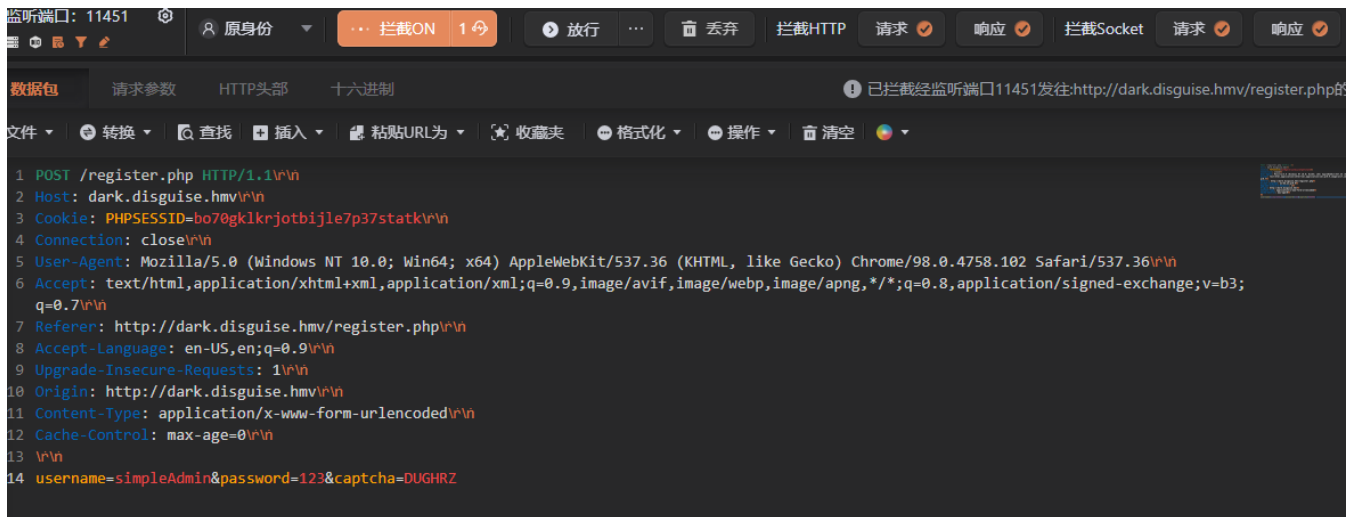 监听端口: 11451 原身份 拦截ON 1 放行 ... 丢弃 拦截HTTP 请求 响应 拦截Socket 请求 响应
数据包 请求参数 HTTP头部 十六进制 已拦截经监听端口11451发往:http://dark.disguise.hmv/register.php的
文件 转换 查找 插入 粘贴URL为 收藏夹 格式化 操作 清空
1 POST /register.php HTTP/1.1\r\n
2 Host: dark.disguise.hmv\r\n
3 Cookie: PHPSESSID=bo70gklkrjotbijle7p37statk\r\n
4 Connection: close\r\n
5 User-Agent: Mozilla/5.0 (Windows NT 10.0; Win64; x64) AppleWebKit/537.36 (KHTML, like Gecko) Chrome/98.0.4758.102 Safari/537.36\r\n
6 Accept: text/html,application/xhtml+xml,application/xml;q=0.9,image/avif,image/webp,image/apng,*/*;q=0.8,application/signed-exchange;v=b3;
q=0.7\r\n
7 Referer: http://dark.disguise.hmv/register.php\r\n
8 Accept-Language: en-US,en;q=0.9\r\n
9 Upgrade-Insecure-Requests: 1\r\n
10 Origin: http://dark.disguise.hmv\r\n
11 Content-Type: application/x-www-form-urlencoded\r\n
12 Cache-Control: max-age=0\r\n
13 \r\n
14 username=simpleAdmin&password=123&captcha=DUGHRZ